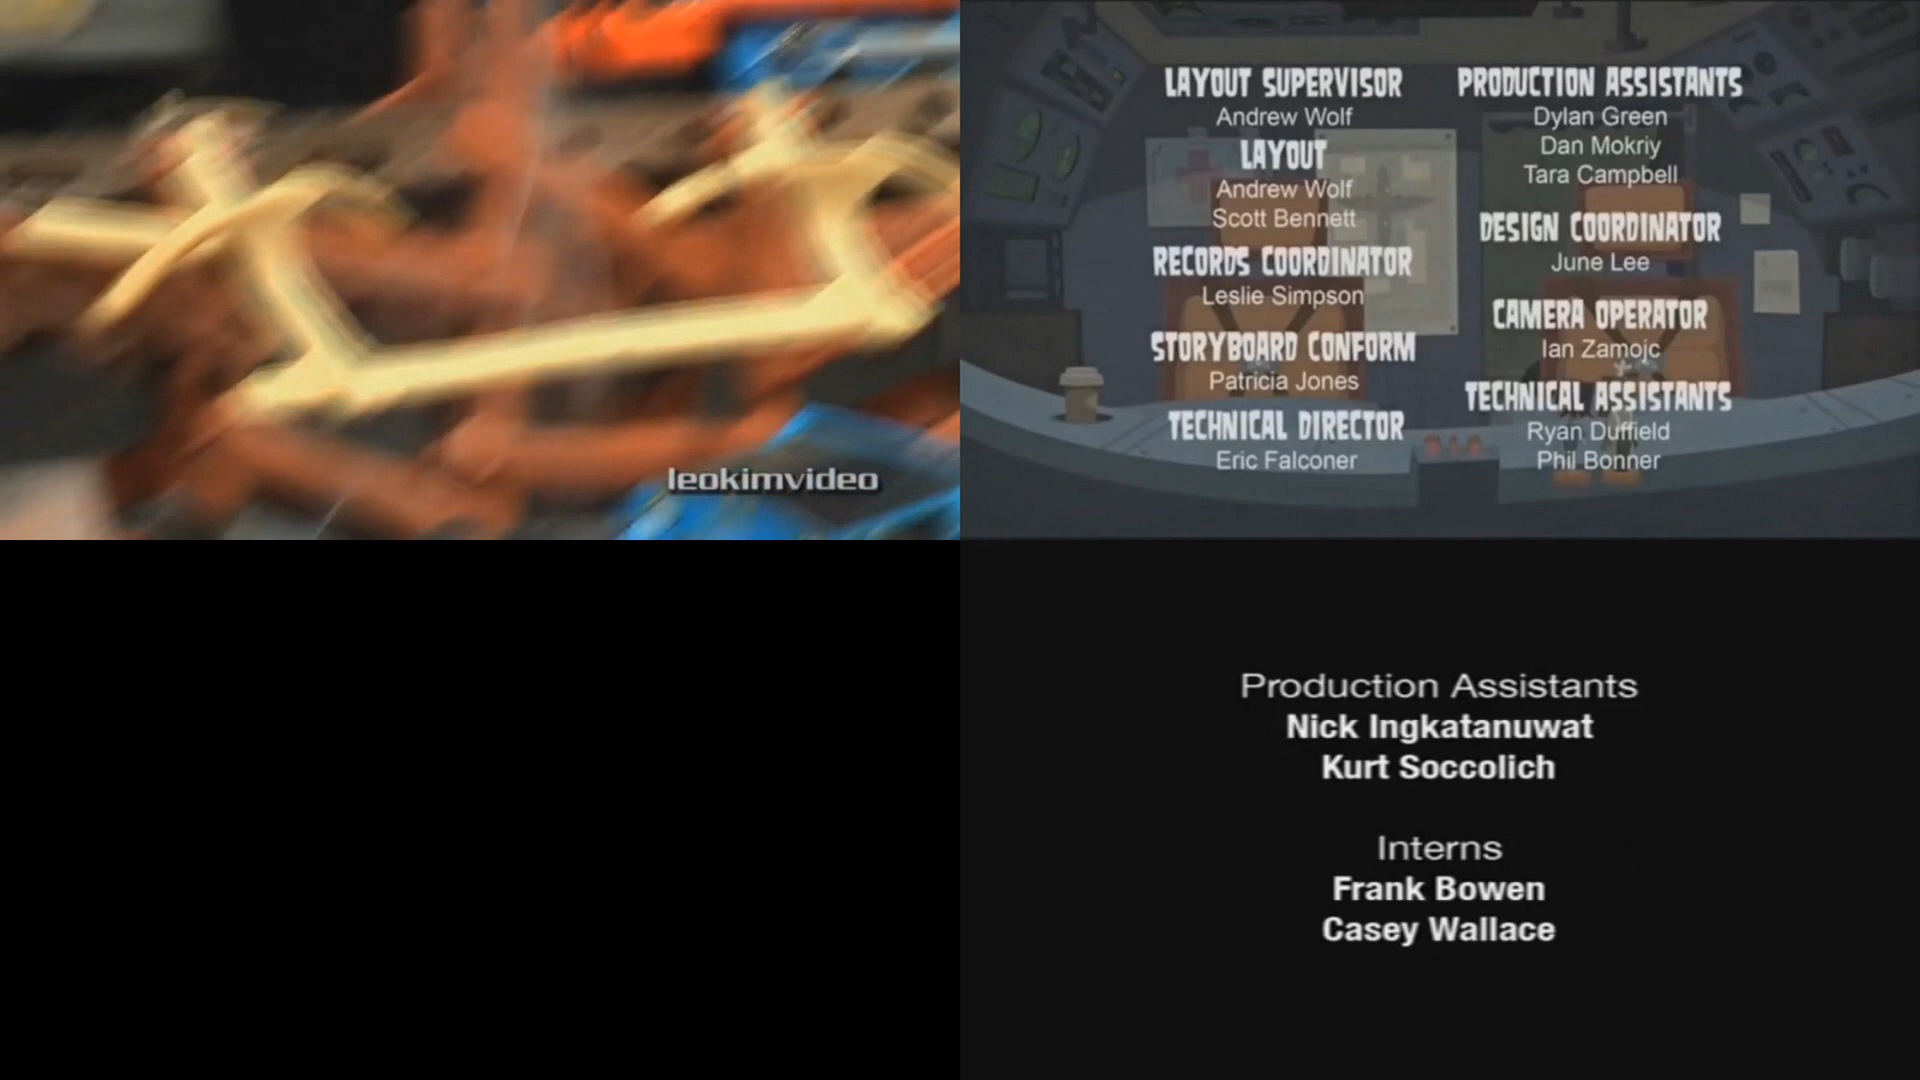 leokimvideo
LAYOUT SUPERVISOR
Andrew Wolf
LAYOUT
Andrew Wolf
Scott Bennett
RECORDS COORDINATOR
Leslie Simpson
STORYBOARD CONFORM
Patricia Jones
TECHNICAL DIRECTOR
Eric Falconer
PRODUCTION ASSISTANTS
Dylan Green
Dan Mokriy
Tara Campbell
DESIGN COORDINATOR
June Lee
CAMERA OPERATOR
Ian Zamojc
TECHNICAL ASSISTANTS
Ryan Duffield
Phil Bonner
Production Assistants
Nick Ingkatanuwat
Kurt Soccolich
Interns
Frank Bowen
Casey Wallace